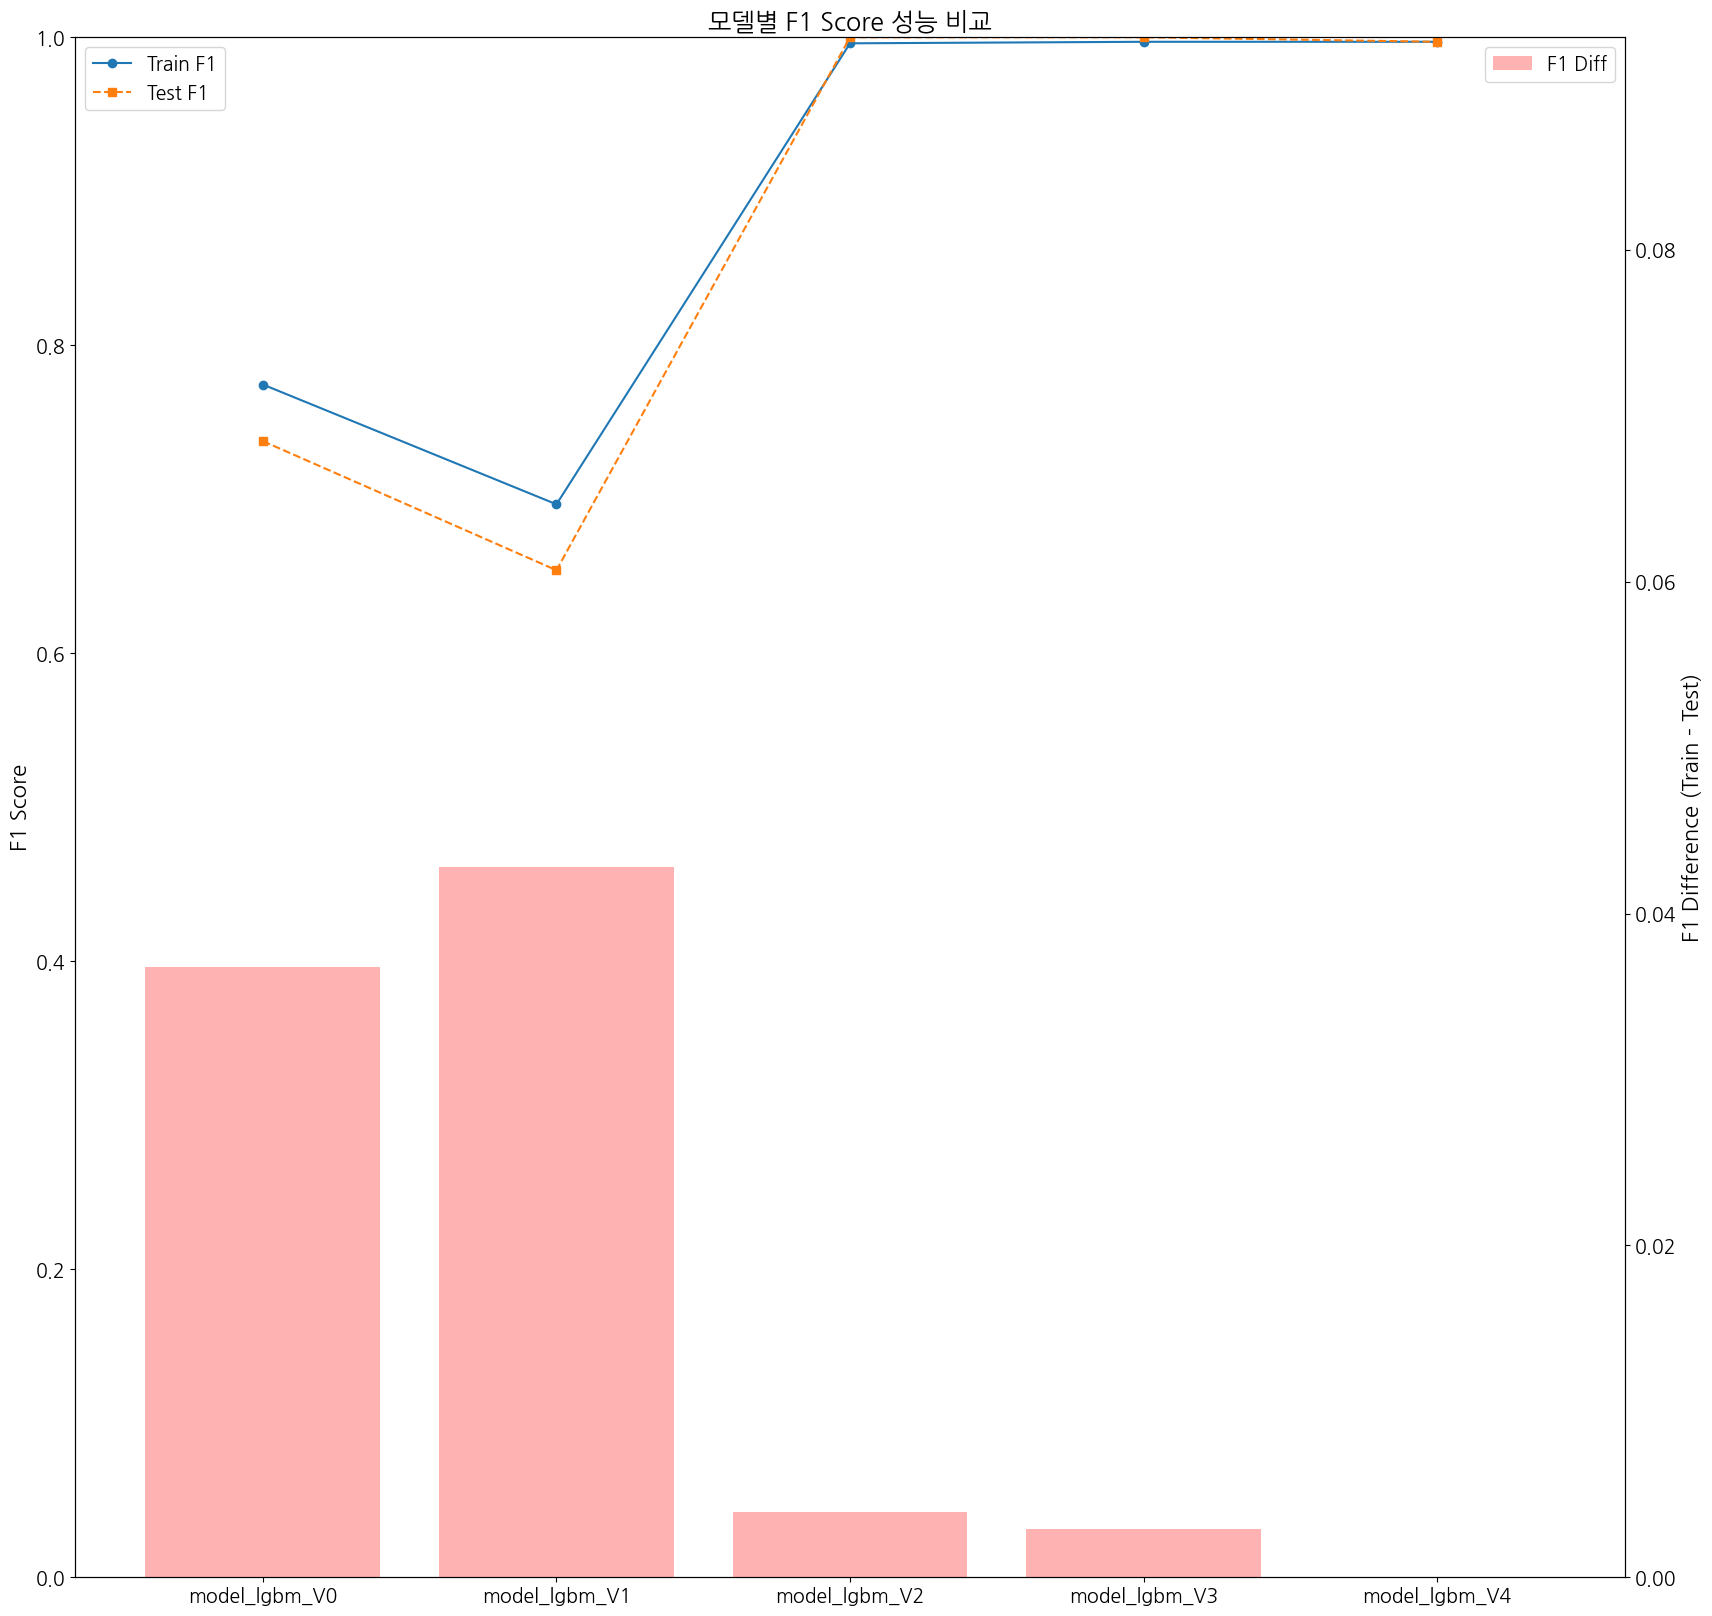 모델별 F1 Score 성능 비교
Train F1
Test F1
F1 Diff
1.0
0.8
0.6
0.4
0.2
0.0
F1 Score
0.08
0.06
0.04
0.02
0.00
F1 Difference (Train - Test)
model_lgbm_V0
model_lgbm_V1
model_lgbm_V2
model_lgbm_V3
model_lgbm_V4